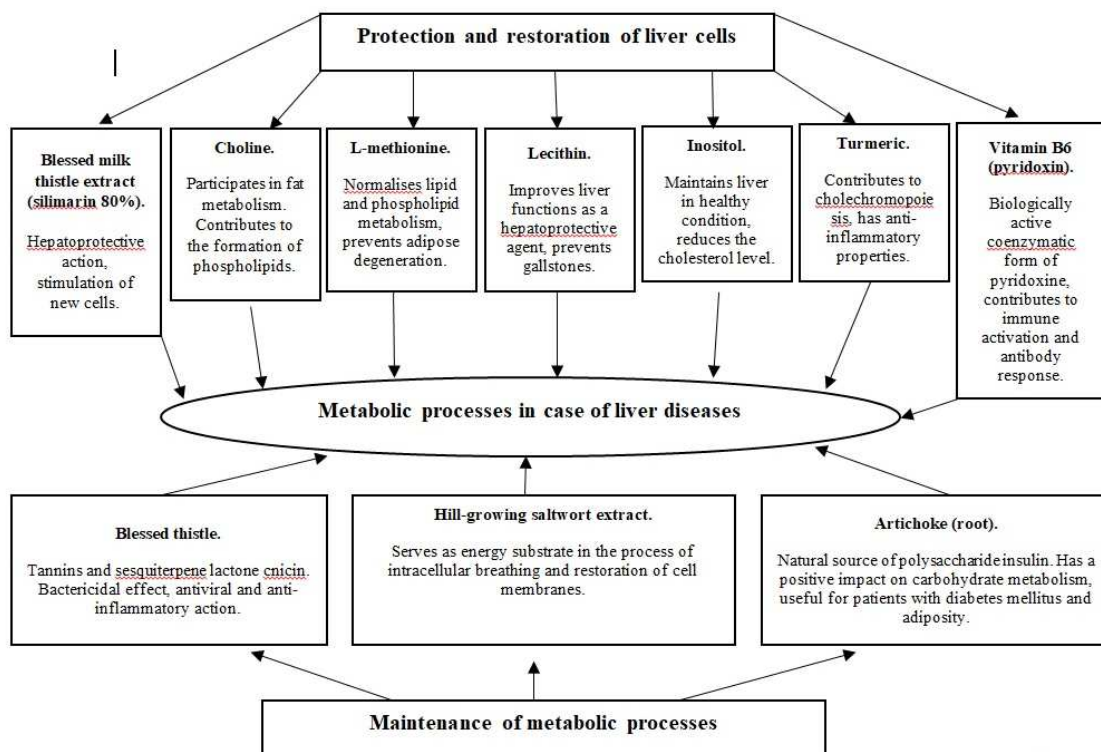 Protection and restoration of liver cells
Blessed milk
thistle extract
(silimarin 80%).
Hepatoprotective
action,
stimulation of
new cells.
Choline.
Participates in fat
metabolism.
Contributes to
the formation of
phospholipids.
L-methionine.
Normalises lipid
and phospholipid
metabolism,
prevents adipose
degeneration.
Lecithin.
Improves liver
functions as a
hepatoprotective
agent, prevents
gallstones.
Inositol.
Maintains liver
in healthy
condition,
reduces the
cholesterol level.
Turmeric.
Contributes to
cholechromopoie
sis, has anti-
inflammatory
properties.
Vitamin B6
(pyridoxin).
Biologically
active
coenzymatic
form of
pyridoxine,
contributes to
immune
activation and
antibody
response.
Metabolic processes in case of liver diseases
Blessed thistle.
Tannins and sesquiterpene lactone cnicin.
Bactericidal effect, antiviral and anti-
inflammatory action.
Hill-growing saltwort extract.
Serves as energy substrate in the process of
intracellular breathing and restoration of cell
membranes.
Artichoke (root).
Natural source of polysaccharide insulin. Has a
positive impact on carbohydrate metabolism,
useful for patients with diabetes mellitus and
adiposity.
Maintenance of metabolic processes